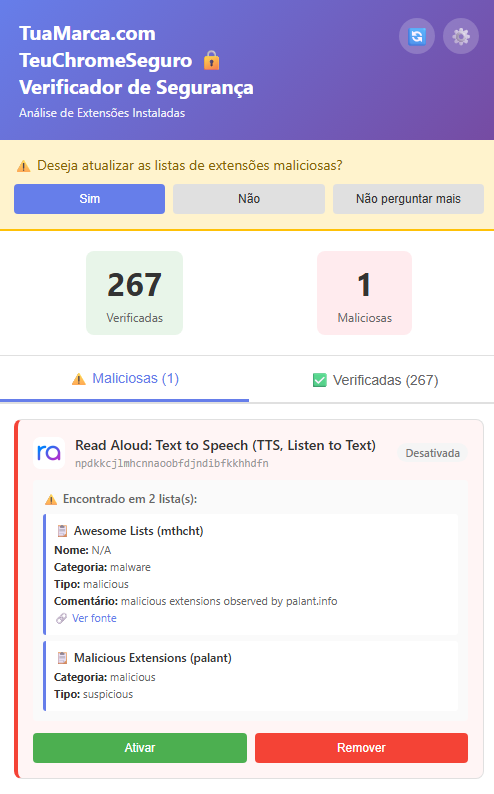 TuaMarca.com
TeuChromeSeguro 🔒
Verificador de Segurança
Análise de Extensões Instaladas
⚠️ Deseja atualizar as listas de extensões maliciosas?
Sim
Não
Não perguntar mais
267
Verificadas
1
Maliciosas
⚠️ Maliciosas (1)
✅ Verificadas (267)
ra
Read Aloud: Text to Speech (TTS, Listen to Text)
npdkkcjlmhcnnaoobfdjndibfkkhhdfn
Desativada
⚠️ Encontrado em 2 lista(s):
📋 Awesome Lists (mthcht)
Nome: N/A
Categoria: malware
Tipo: malicious
Comentário: malicious extensions observed by palant.info
🔗 Ver fonte
📋 Malicious Extensions (palant)
Categoria: malicious
Tipo: suspicious
Ativar
Remover